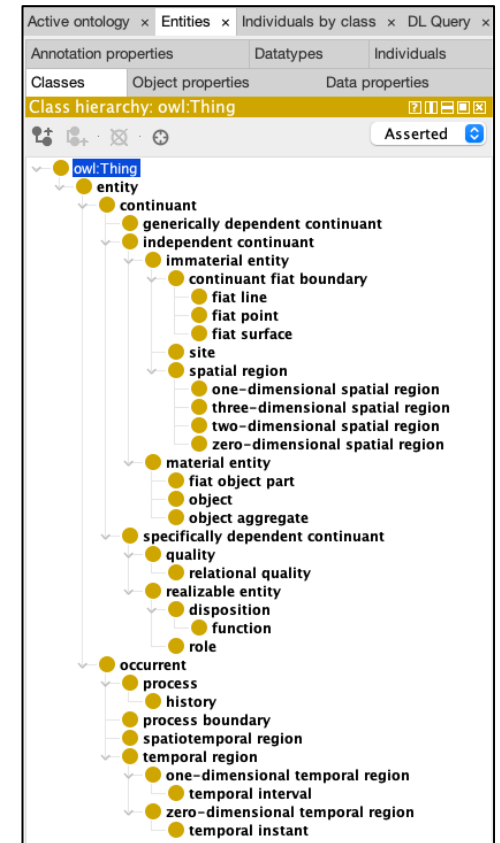 Active ontology × Entities × Individuals by class × DL Query ×
Annotation properties Datatypes Individuals
Classes Object properties Data properties
Class hierarchy: owl:Thing
Asserted
owl:Thing
entity
continuant
generically dependent continuant
independent continuant
immaterial entity
continuant fiat boundary
fiat line
fiat point
fiat surface
site
spatial region
one-dimensional spatial region
three-dimensional spatial region
two-dimensional spatial region
zero-dimensional spatial region
material entity
fiat object part
object
object aggregate
specifically dependent continuant
quality
relational quality
realizable entity
disposition
function
role
occurrent
process
history
process boundary
spatiotemporal region
temporal region
one-dimensional temporal region
temporal interval
zero-dimensional temporal region
temporal instant